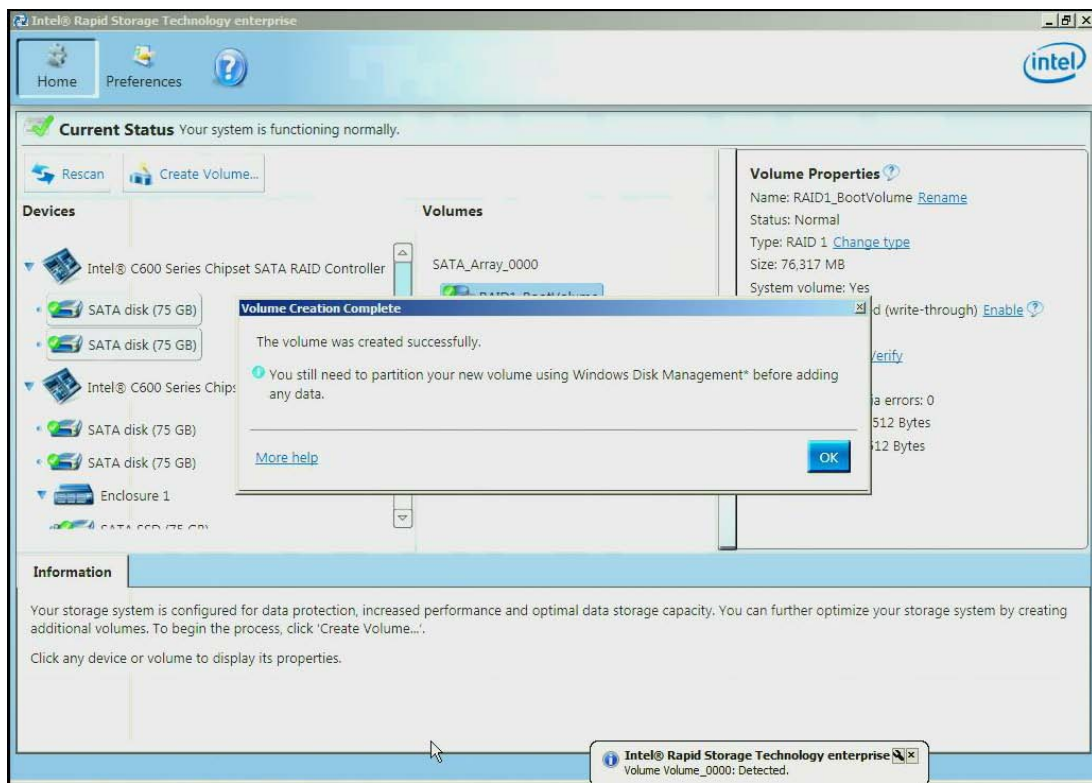 Intel® Rapid Storage Technology enterprise
Home
Preferences
intel
Current Status Your system is functioning normally.
Rescan
Create Volume...
Devices
Volumes
Intel® C600 Series Chipset SATA RAID Controller
SATA disk (75 GB)
SATA disk (75 GB)
Intel® C600 Series Chips
SATA disk (75 GB)
SATA disk (75 GB)
Enclosure 1
SATA SSD (75 GB)
SATA_Array_0000
RAID1_BootVolume
Volume Properties
Name: RAID1_BootVolume Rename
Status: Normal
Type: RAID 1 Change type
Size: 76,317 MB
System volume: Yes
d (write-through) Enable
Verify
ia errors: 0
512 Bytes
512 Bytes
Volume Creation Complete
The volume was created successfully.
You still need to partition your new volume using Windows Disk Management* before adding
any data.
More help
OK
Information
Your storage system is configured for data protection, increased performance and optimal data storage capacity. You can further optimize your storage system by creating
additional volumes. To begin the process, click 'Create Volume...'.
Click any device or volume to display its properties.
Intel® Rapid Storage Technology enterprise
Volume Volume_0000: Detected.